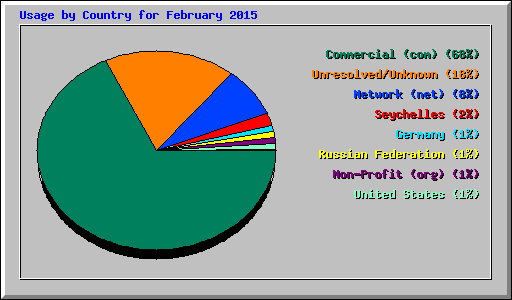 Usage by Country for February 2015
Commercial (com) (68%)
Unresolved/Unknown (18%)
Network (net) (8%)
Seychelles (2%)
Germany (1%)
Russian Federation (1%)
Non-Profit (org) (1%)
United States (1%)